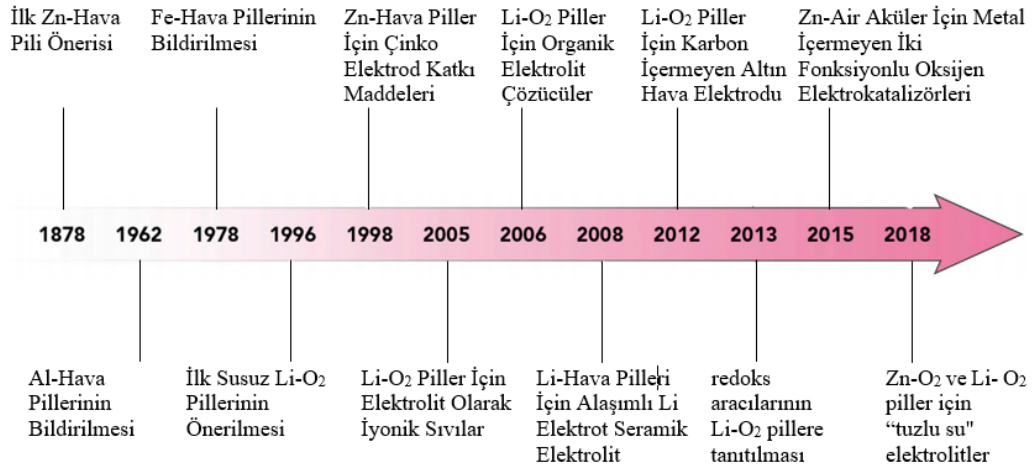 İlk Zn-Hava
Pili Önerisi
Fe-Hava Pillerinin
Bildirilmesi
Zn-Hava Piller
İçin Çinko
Elektrod Katkı
Maddeleri
Li-O2 Piller
İçin Organik
Elektrolit
Çözücüler
Li-O2 Piller
İçin Karbon
İçermeyen Altın
Hava Elektrodu
Zn-Air Aküler İçin Metal
İçermeyen İki
Fonksiyonlu Oksijen
Elektrokatalizörleri
1878 1962 1978 1996 1998 2005 2006 2008 2012 2013 2015 2018
Al-Hava
Pillerinin
Bildirilmesi
İlk Susuz Li-O2
Pillerinin
Önerilmesi
Li-O2 Piller İçin
Elektrolit Olarak
İyonik Sıvılar
Li-Hava Pilleri
İçin Alaşımlı Li
Elektrot Seramik
Elektrolit
redoks
aracılarının
Li-O2 pillere
tanıtılması
Zn-O2 ve Li- O2
piller için
“tuzlu su"
elektrolitler